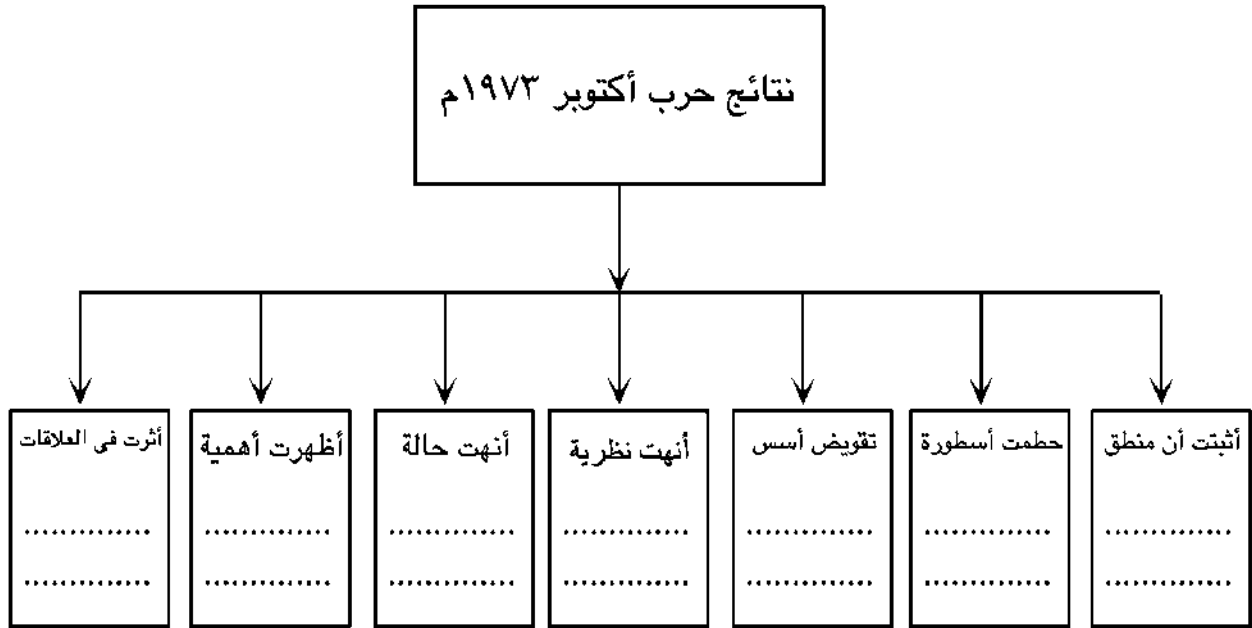 نتائج حرب أكتوبر ١٩٧٣م
أثبتت أن منطق
..............
..............
حطمت أسطورة
..............
..............
تقويض أسس
..............
..............
أنهت نظرية
..............
..............
أنهت حالة
..............
..............
أظهرت أهمية
..............
..............
أثرت في العلاقات
..............
..............